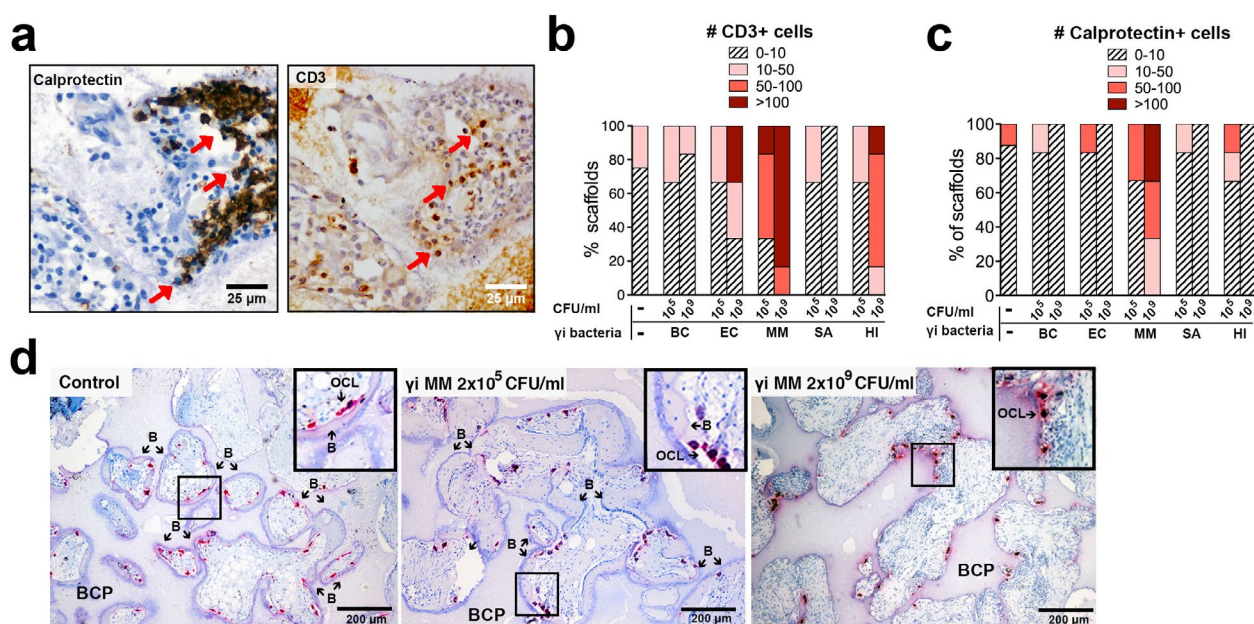 a
Calprotectin
25 µm
CD3
25 µm
b
# CD3+ cells
0-10
10-50
50-100
>100
% scaffolds
100
80
60
40
20
0
CFU/ml
- 10⁵ 10⁹ 10⁵ 10⁹ 10⁵ 10⁹ 10⁵ 10⁹ 10⁵ 10⁹
γi bacteria - BC EC MM SA HI
c
# Calprotectin+ cells
0-10
10-50
50-100
>100
% of scaffolds
100
80
60
40
20
0
CFU/ml
- 10⁵ 10⁹ 10⁵ 10⁹ 10⁵ 10⁹ 10⁵ 10⁹ 10⁵ 10⁹
γi bacteria - BC EC MM SA HI
d
Control
OCL
B
B
B
B
B
B
B
BCP
200 µm
γi MM 2x10⁵ CFU/ml
B
OCL
B
B
B
B
BCP
200 µm
γi MM 2x10⁹ CFU/ml
OCL
BCP
200 µm